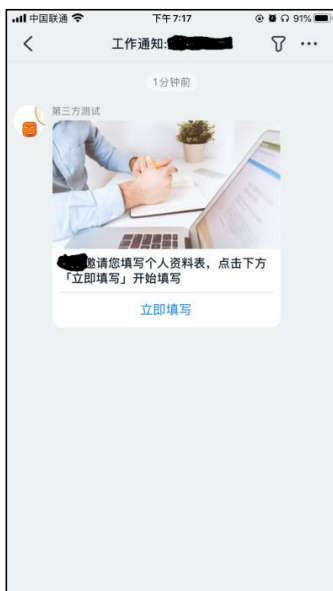 中国联通
下午7:17
91%
工作通知:
1分钟前
第三方测试
邀请您填写个人资料表，点击下方
「立即填写」开始填写
立即填写